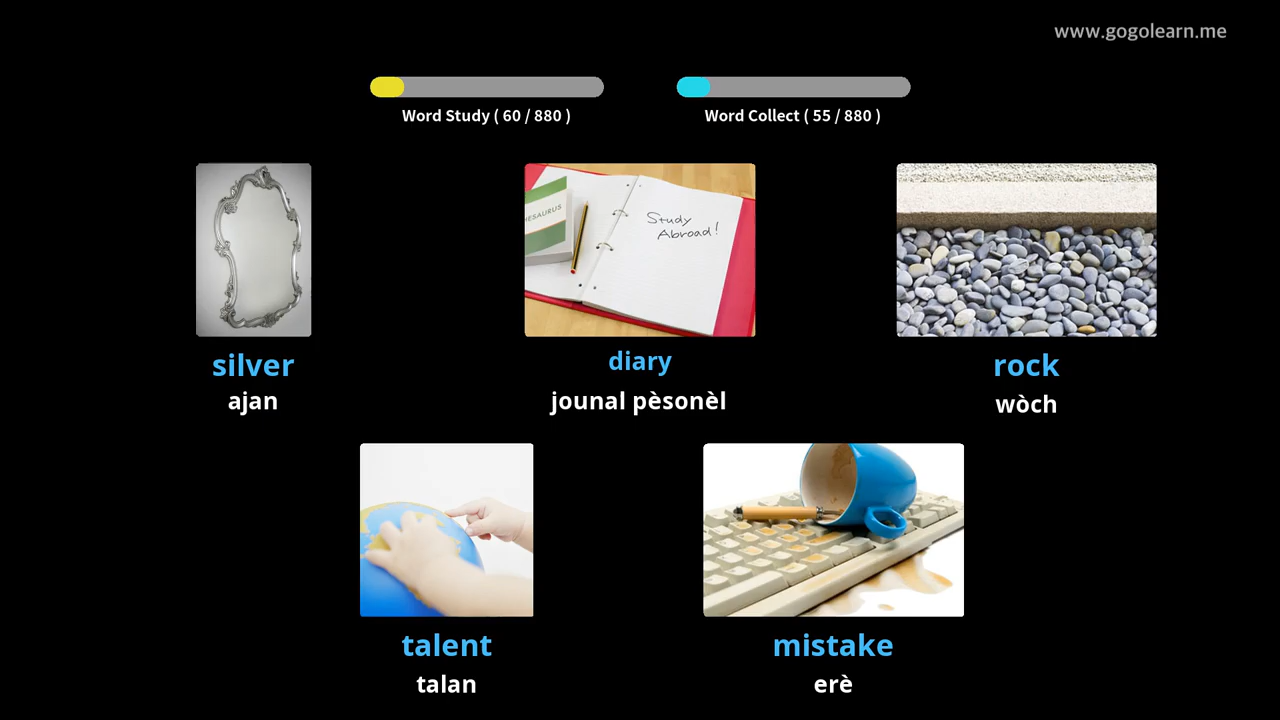 www.gogolearn.me
Word Study ( 60 / 880 )
Word Collect ( 55 / 880 )
HESAURUS
Study
Abroad!
silver
ajan
diary
jounal pèsonèl
rock
wòch
talent
talan
mistake
erè